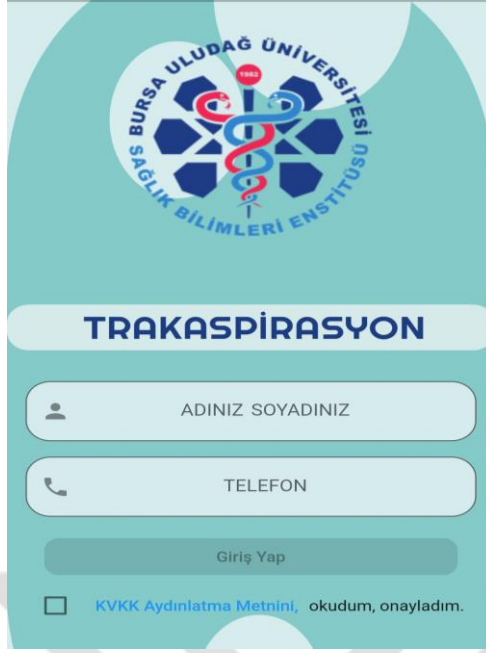 BURSA ULUDAĞ ÜNİVERSİTESİ
1982
SAĞLIK BİLİMLERİ ENSTİTÜSÜ
TRAKASPİRASYON
ADINIZ SOYADINIZ
TELEFON
Giriş Yap
KVKK Aydınlatma Metnini, okudum, onayladım.